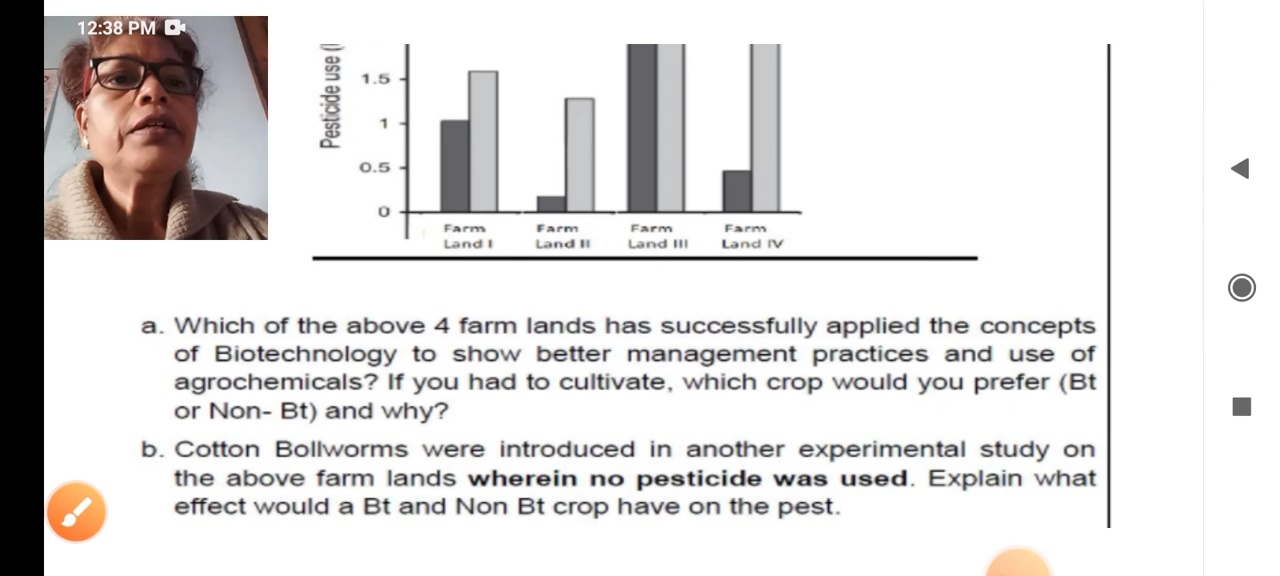 12:38 PM
Pesticide use (
1.5
1
0.5
0
Farm Land I
Farm Land II
Farm Land III
Farm Land IV
a. Which of the above 4 farm lands has successfully applied the concepts
of Biotechnology to show better management practices and use of
agrochemicals? If you had to cultivate, which crop would you prefer (Bt
or Non- Bt) and why?
b. Cotton Bollworms were introduced in another experimental study on
the above farm lands wherein no pesticide was used. Explain what
effect would a Bt and Non Bt crop have on the pest.